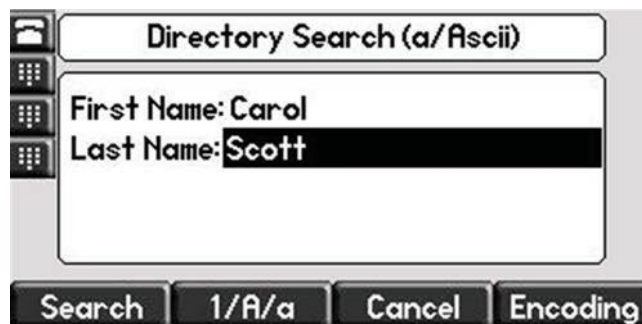 Directory Search (a/Ascii)
First Name: Carol
Last Name: Scott
Search 1/A/a Cancel Encoding